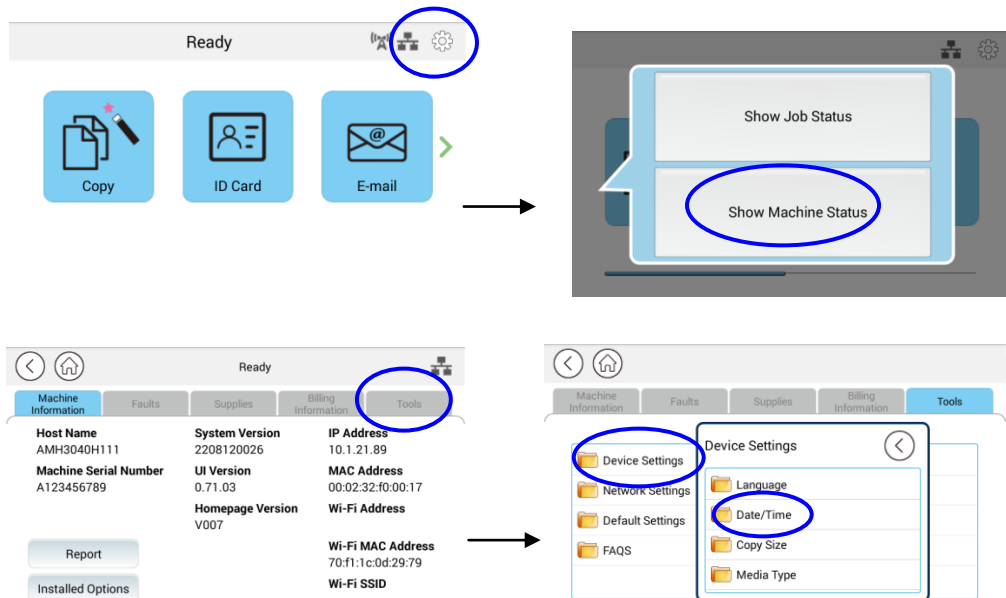 Ready
Copy
ID Card
E-mail
Show Job Status
Show Machine Status
Ready
Machine
Information
Faults
Supplies
Billing
Information
Tools
Host Name
AMH3040H111
Machine Serial Number
A123456789
System Version
2208120026
UI Version
0.71.03
Homepage Version
V007
IP Address
10.1.21.89
MAC Address
00:02:32:f0:00:17
Wi-Fi Address
Wi-Fi MAC Address
70:f1:1c:0d:29:79
Wi-Fi SSID
Report
Installed Options
Machine
Information
Faults
Supplies
Billing
Information
Tools
Device Settings
Network Settings
Default Settings
FAQS
Device Settings
Language
Date/Time
Copy Size
Media Type